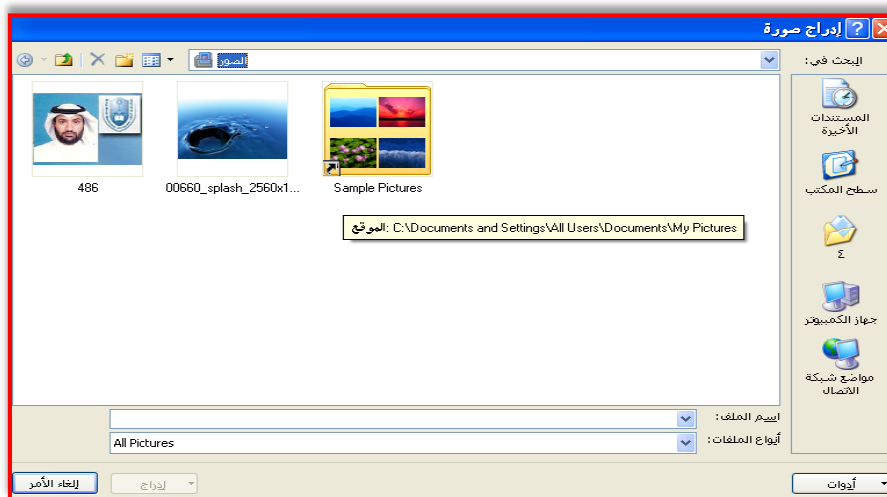 إدراج صورة
البحث في:
الصور
المستندات
الأخيرة
سطح المكتب
٤
جهاز الكمبيوتر
مواضع شبكة
الاتصال
486
00660_splash_2560x1...
Sample Pictures
الموقع: C:\Documents and Settings\All Users\Documents\My Pictures
اسم الملف:
أنواع الملفات:
All Pictures
أدوات
إدراج
إلغاء الأمر